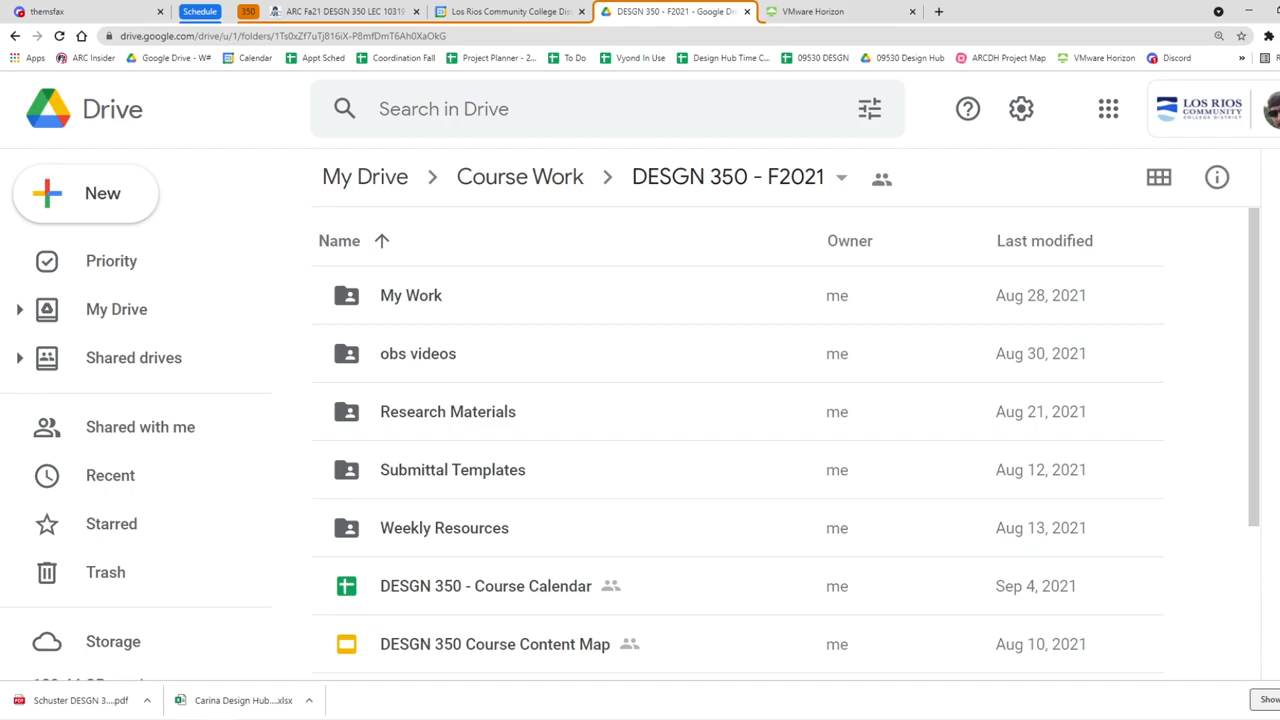 themsfax
Schedule
350
ARC Fa21 DESGN 350 LEC 10319
Los Rios Community College Dist
DESGN 350 - F2021 - Google Dri
VMware Horizon
drive.google.com/drive/u/1/folders/1Ts0xZf7uTj816iX-P8mfDmT6Ah0XaOkG
Apps ARC Insider Google Drive - W# Calendar Appt Sched Coordination Fall Project Planner - 2... To Do Vyond In Use Design Hub Time C... 09530 DESGN 09530 Design Hub ARCDH Project Map VMware Horizon Discord »
Drive
Search in Drive
LOS RIOS
COMMUNITY
COLLEGE DISTRICT
New
My Drive > Course Work > DESGN 350 - F2021
Name Owner Last modified
Priority
My Drive
Shared drives
Shared with me
Recent
Starred
Trash
Storage
My Work me Aug 28, 2021
obs videos me Aug 30, 2021
Research Materials me Aug 21, 2021
Submittal Templates me Aug 12, 2021
Weekly Resources me Aug 13, 2021
DESGN 350 - Course Calendar me Sep 4, 2021
DESGN 350 Course Content Map me Aug 10, 2021
Schuster DESGN 3....pdf
Carina Design Hub....xlsx
Show